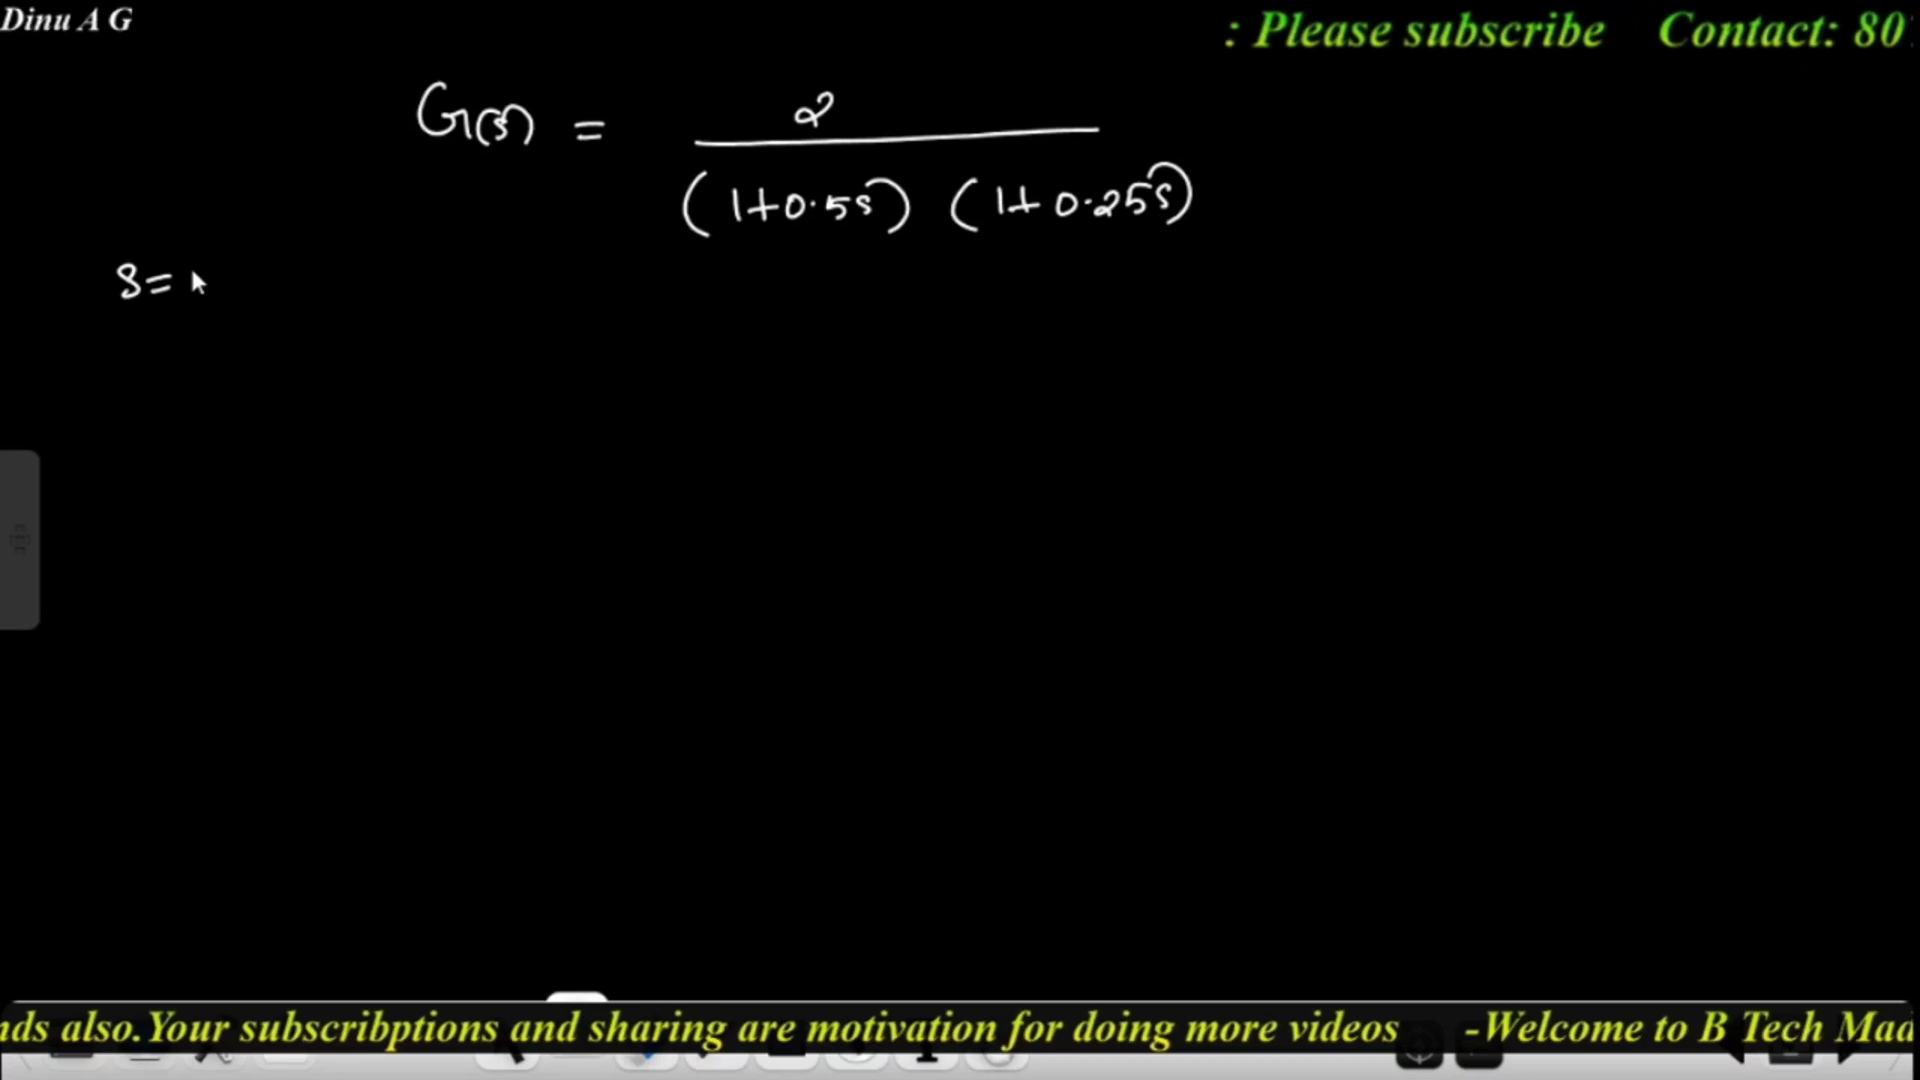 Dinu A G
: Please subscribe Contact: 80
G(s) = 2
(1+0.5s) (1+0.25s)
s=
nds also.Your subscribptions and sharing are motivation for doing more videos -Welcome to B Tech Mad